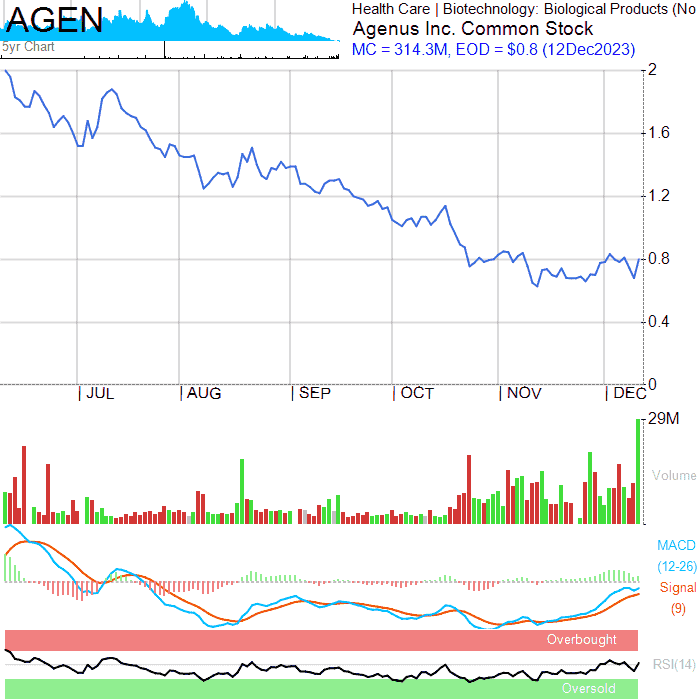 AGEN
5yr Chart
Health Care | Biotechnology: Biological Products (No
Agenus Inc. Common Stock
MC = 314.3M, EOD = $0.8 (12Dec2023)
2
1.6
1.2
0.8
0.4
0
JUL
AUG
SEP
OCT
NOV
DEC
29M
Volume
MACD
(12-26)
Signal
(9)
Overbought
RSI(14)
Oversold